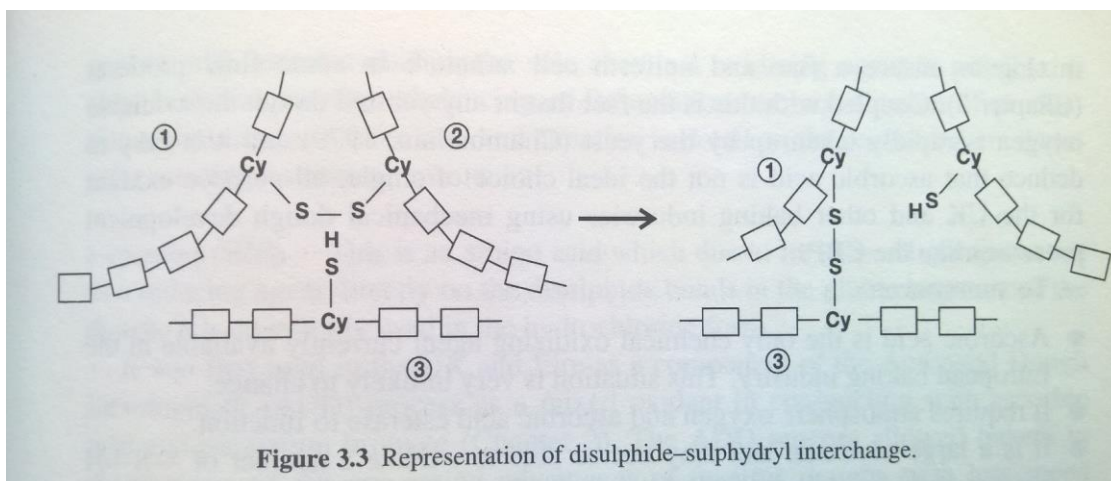 ① ②
Cy Cy Cy Cy
①
S S S HS
H
S S
Cy Cy
③ ③
Figure 3.3 Representation of disulphide–sulphydryl interchange.